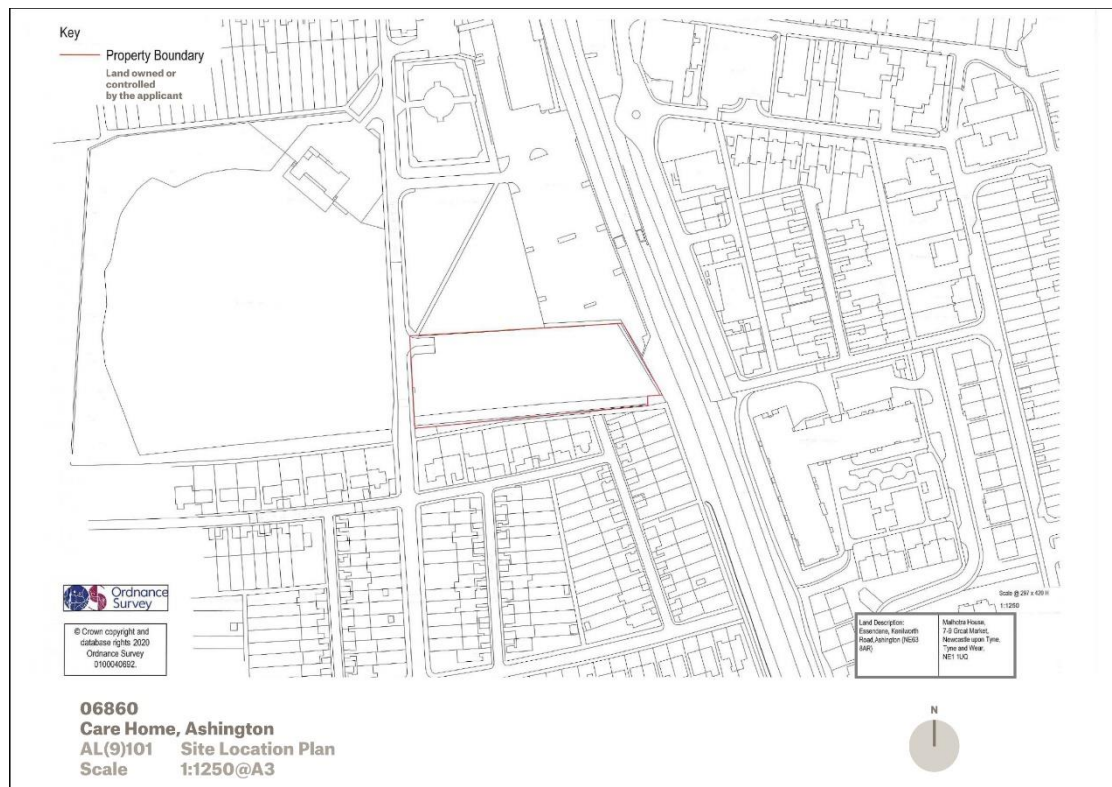 Key
Property Boundary
Land owned or
controlled
by the applicant
Ordnance
Survey
© Crown copyright and
database rights 2020
Ordnance Survey
0100040692.
Scale @ 297 x 420 H
1:1250
Land Description:
Essendene, Kenilworth
Road, Ashington (NE63
8AR)
Malhotra House,
7-9 Great Market,
Newcastle upon Tyne,
Tyne and Wear,
NE1 1UQ
06860
Care Home, Ashington
AL(9)101 Site Location Plan
Scale 1:1250@A3
N